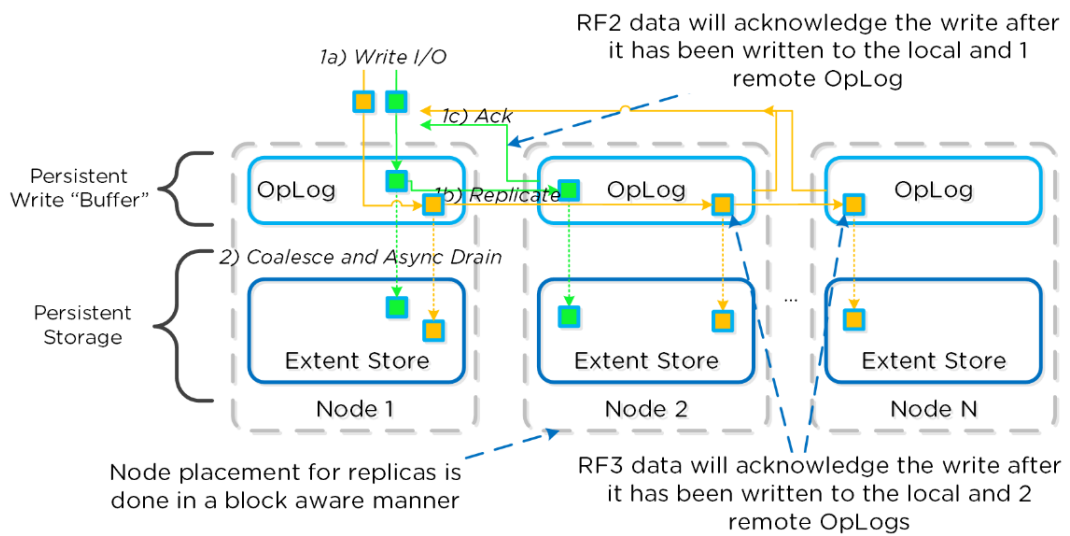 RF2 data will acknowledge the write after
it has been written to the local and 1
remote OpLog
1a) Write I/O
1c) Ack
Persistent
Write “Buffer”
OpLog
1b) Replicate
OpLog
OpLog
2) Coalesce and Async Drain
Persistent
Storage
...
Extent Store
Extent Store
Extent Store
Node 1
Node 2
Node N
Node placement for replicas is
done in a block aware manner
RF3 data will acknowledge the write after
it has been written to the local and 2
remote OpLogs